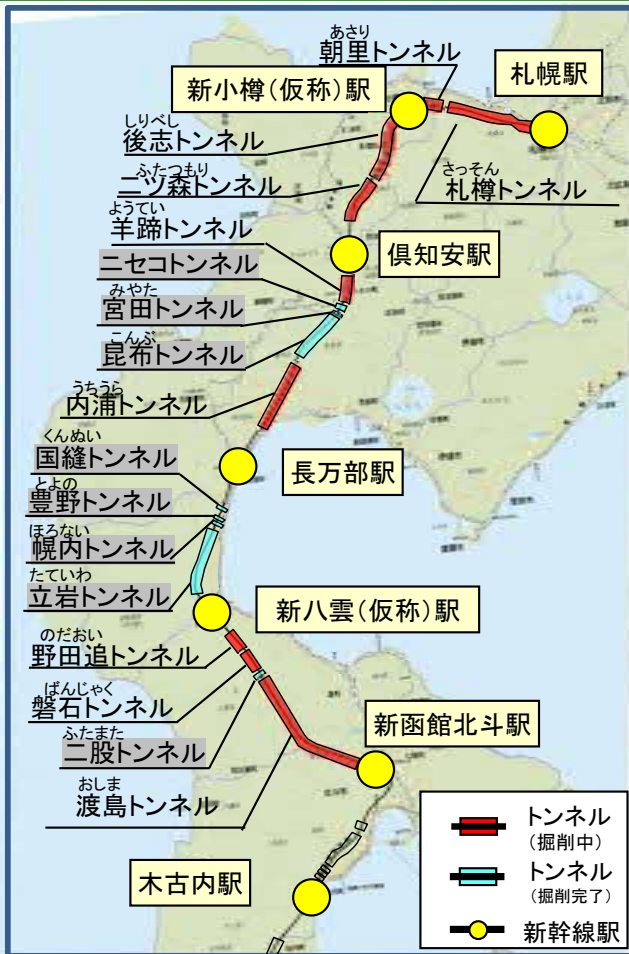 あさり
朝里トンネル
札幌駅
新小樽(仮称)駅
しりべし
後志トンネル
さっそん
札樽トンネル
ふたつもり
二ツ森トンネル
ようてい
羊蹄トンネル
倶知安駅
ニセコトンネル
みやた
宮田トンネル
こんぶ
昆布トンネル
うちうら
内浦トンネル
くんぬい
国縫トンネル
長万部駅
とよの
豊野トンネル
ほろない
幌内トンネル
たていわ
立岩トンネル
新八雲(仮称)駅
のだおい
野田追トンネル
ばんじゃく
磐石トンネル
ふたまた
二股トンネル
新函館北斗駅
おしま
渡島トンネル
木古内駅
トンネル
(掘削中)
トンネル
(掘削完了)
新幹線駅